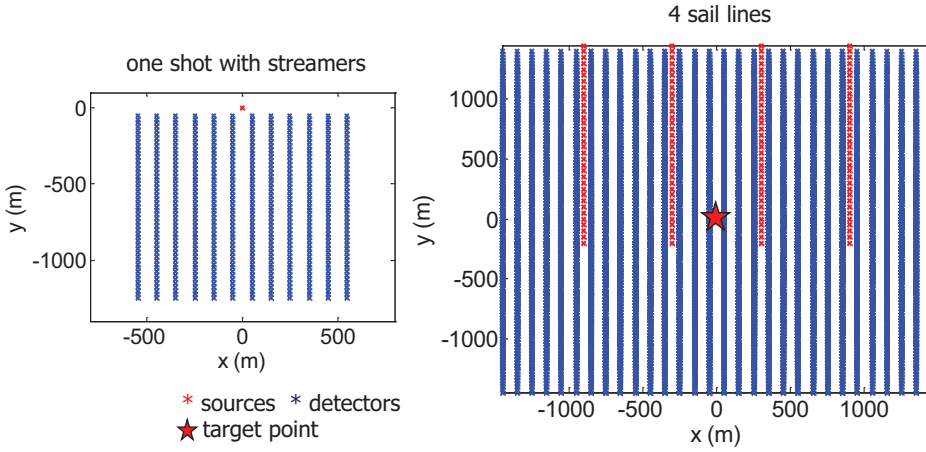 4 sail lines
one shot with streamers
0
-500
-1000
y (m)
-500
0
500
x (m)
1000
500
0
-500
-1000
y (m)
-1000
-500
0
500
1000
x (m)
* sources * detectors
target point